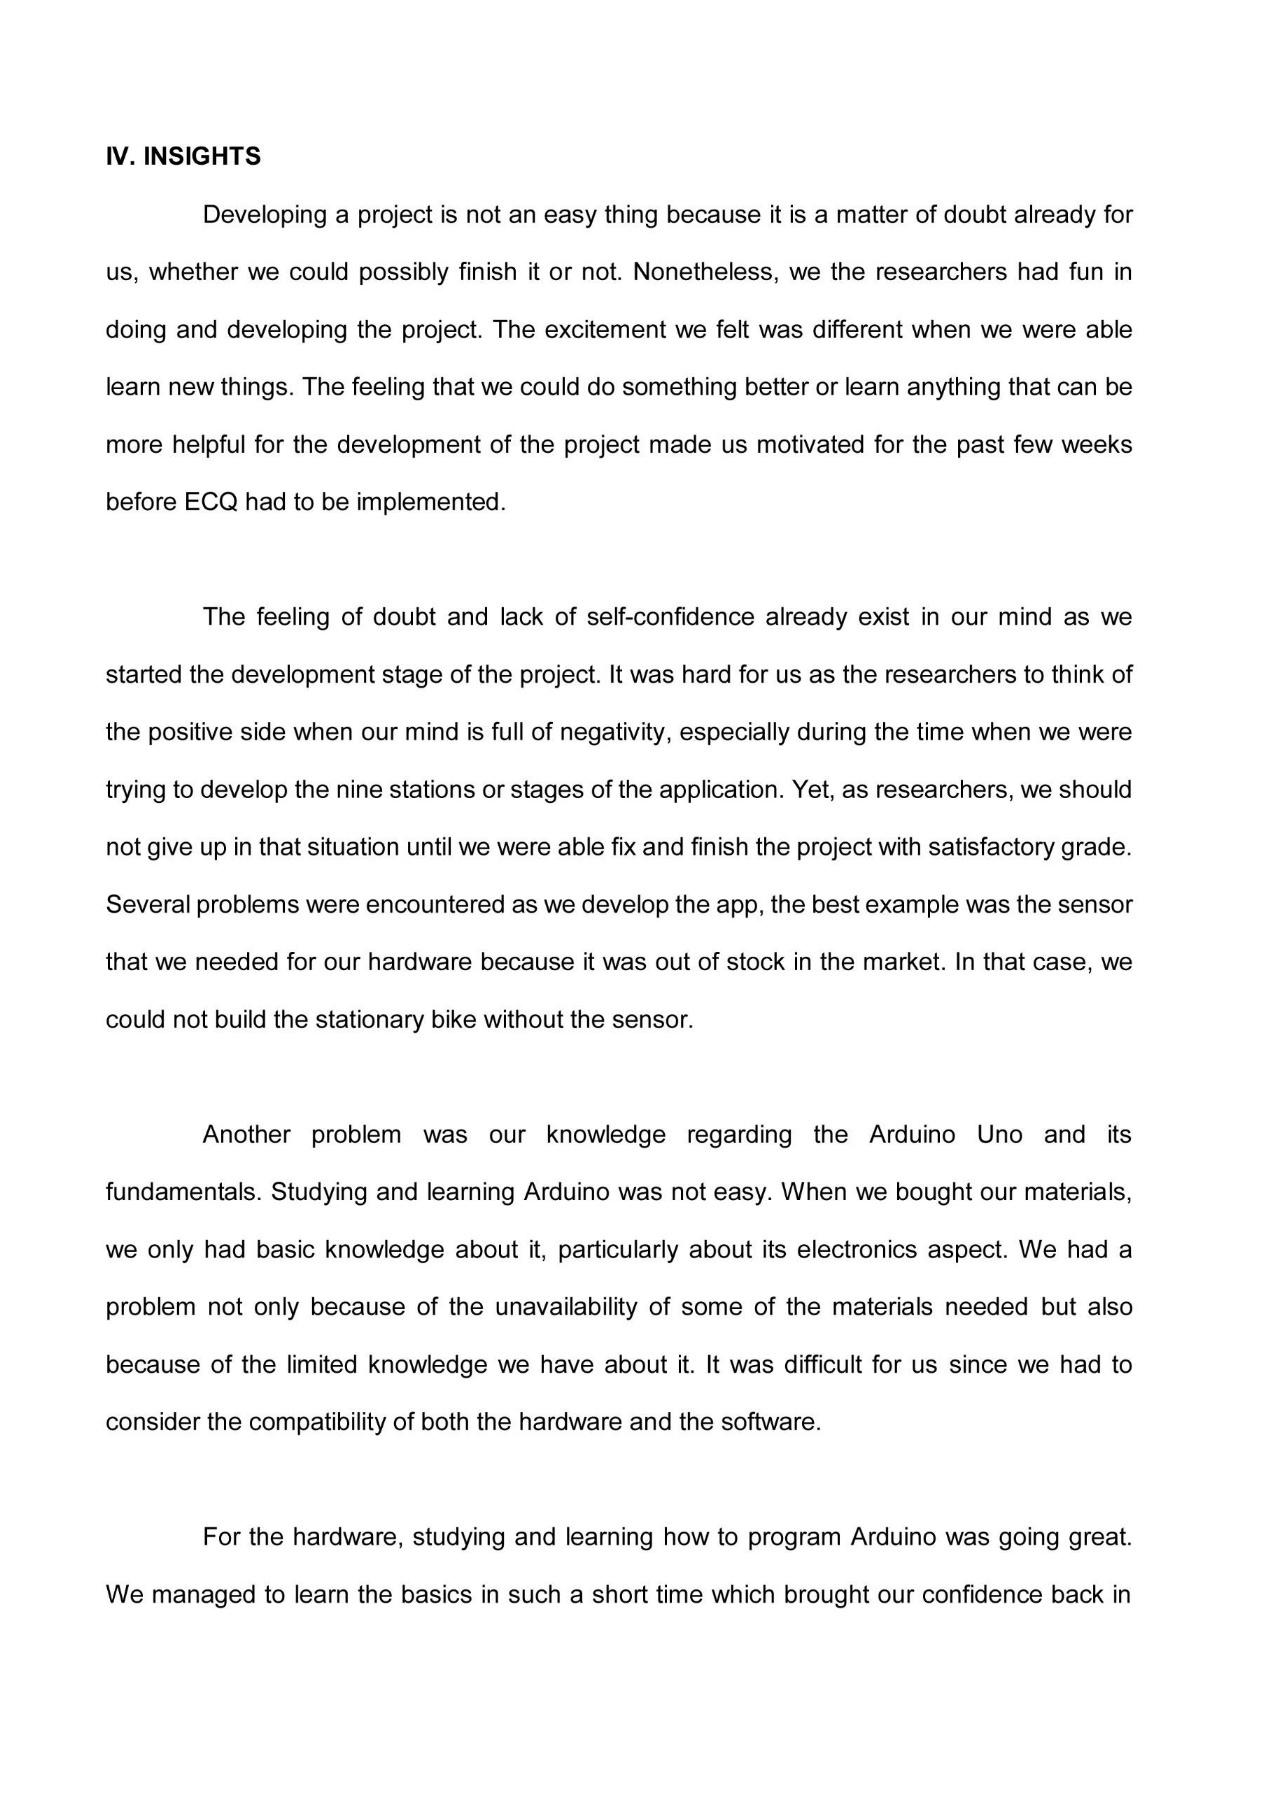 IV. INSIGHTS
Developing a project is not an easy thing because it is a matter of doubt already for
us, whether we could possibly finish it or not. Nonetheless, we the researchers had fun in
doing and developing the project. The excitement we felt was different when we were able
learn new things. The feeling that we could do something better or learn anything that can be
more helpful for the development of the project made us motivated for the past few weeks
before ECQ had to be implemented.
The feeling of doubt and lack of self-confidence already exist in our mind as we
started the development stage of the project. It was hard for us as the researchers to think of
the positive side when our mind is full of negativity, especially during the time when we were
trying to develop the nine stations or stages of the application. Yet, as researchers, we should
not give up in that situation until we were able fix and finish the project with satisfactory grade.
Several problems were encountered as we develop the app, the best example was the sensor
that we needed for our hardware because it was out of stock in the market. In that case, we
could not build the stationary bike without the sensor.
Another problem was our knowledge regarding the Arduino Uno and its
fundamentals. Studying and learning Arduino was not easy. When we bought our materials,
we only had basic knowledge about it, particularly about its electronics aspect. We had a
problem not only because of the unavailability of some of the materials needed but also
because of the limited knowledge we have about it. It was difficult for us since we had to
consider the compatibility of both the hardware and the software.
For the hardware, studying and learning how to program Arduino was going great.
We managed to learn the basics in such a short time which brought our confidence back in